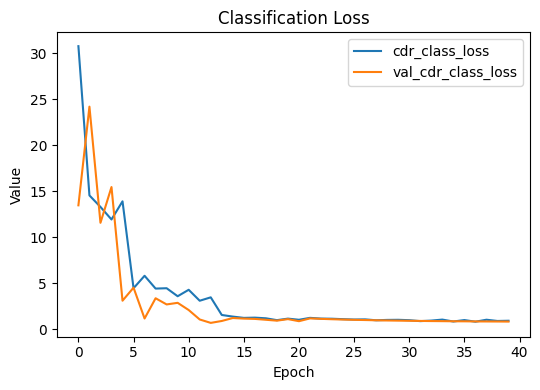 Classification Loss
cdr_class_loss
val_cdr_class_loss
Value
30
25
20
15
10
5
0
0 5 10 15 20 25 30 35 40
Epoch